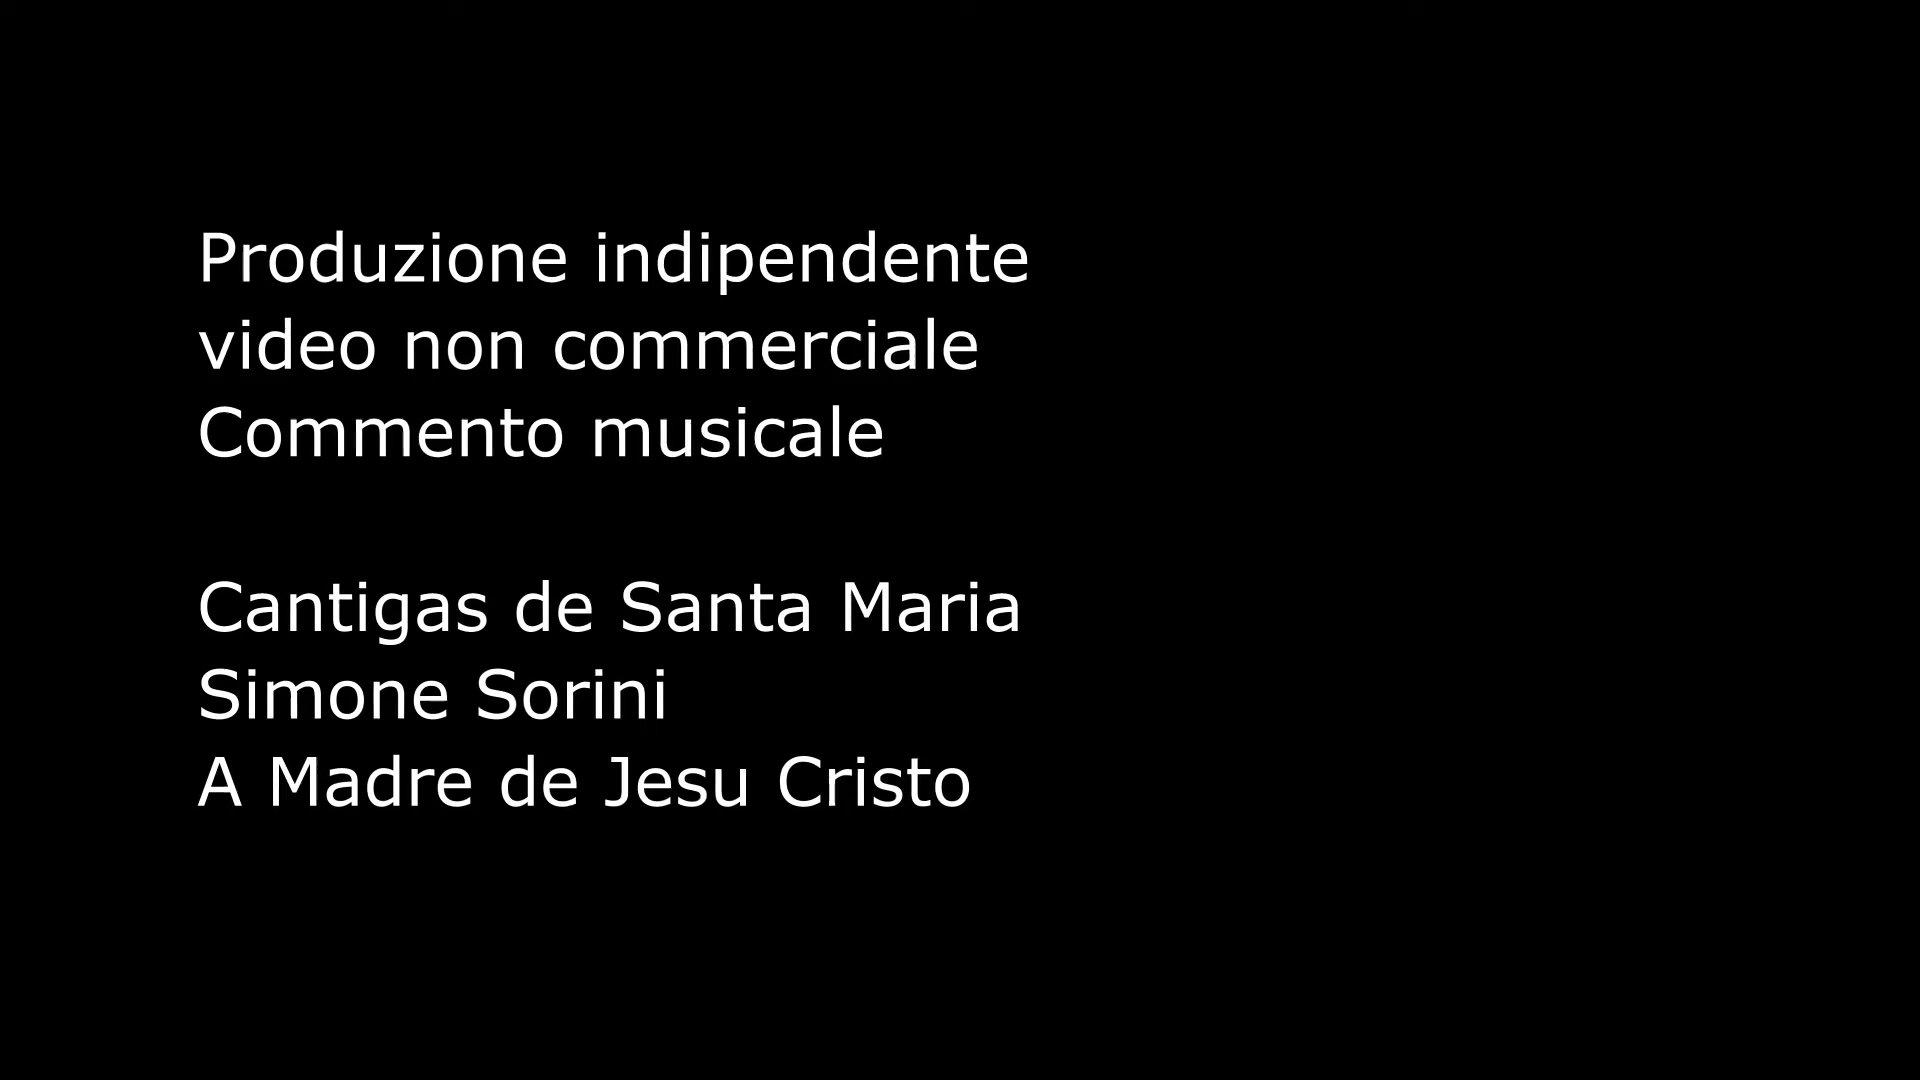 Produzione indipendente
video non commerciale
Commento musicale
Cantigas de Santa Maria
Simone Sorini
A Madre de Jesu Cristo